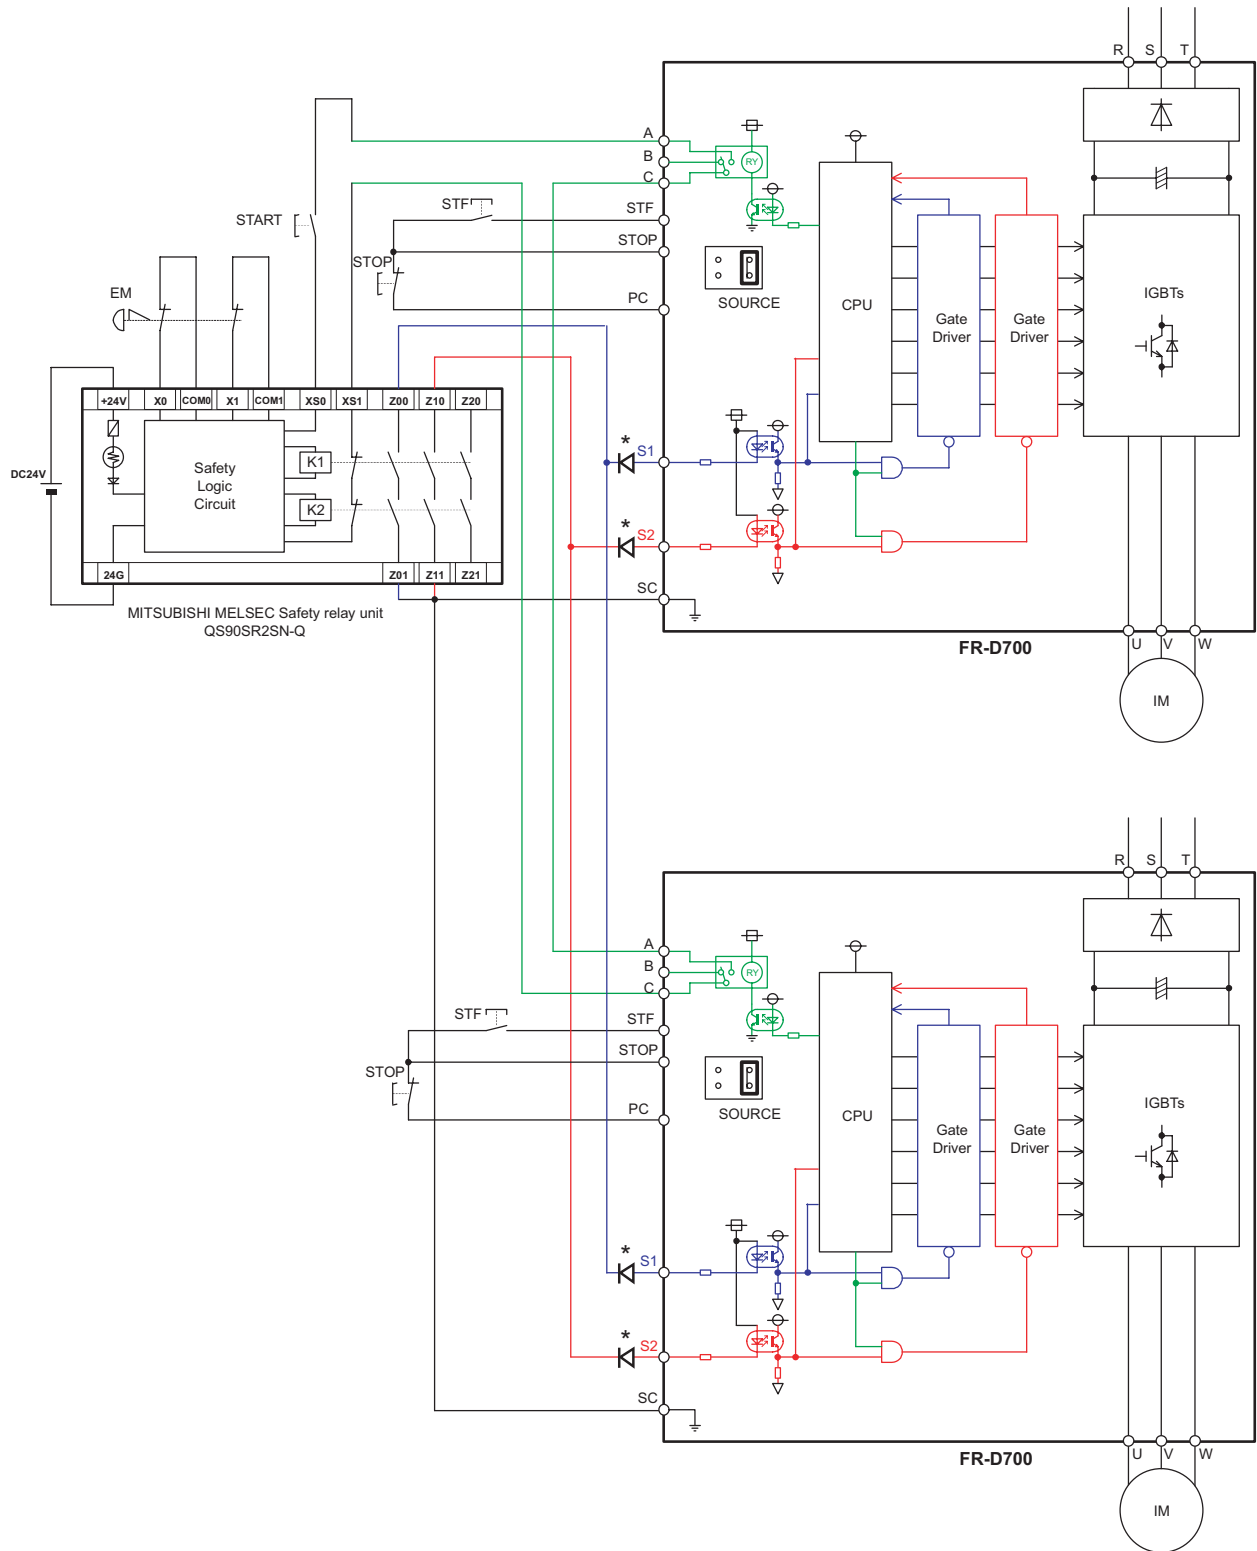 R S T
A
B
RY
C
STF
STF
START
STOP
STOP
EM
PC
SOURCE
CPU
Gate Driver
Gate Driver
IGBTs
+24V X0 COM0 X1 COM1 XS0 XS1 Z00 Z10 Z20
DC24V
Safety
Logic
Circuit
K1
K2
* S1
* S2
24G Z01 Z11 Z21
SC
MITSUBISHI MELSEC Safety relay unit
QS90SR2SN-Q
FR-D700
U V W
IM
R S T
A
B
RY
C
STF
STF
STOP
STOP
PC
SOURCE
CPU
Gate Driver
Gate Driver
IGBTs
* S1
* S2
SC
FR-D700
U V W
IM